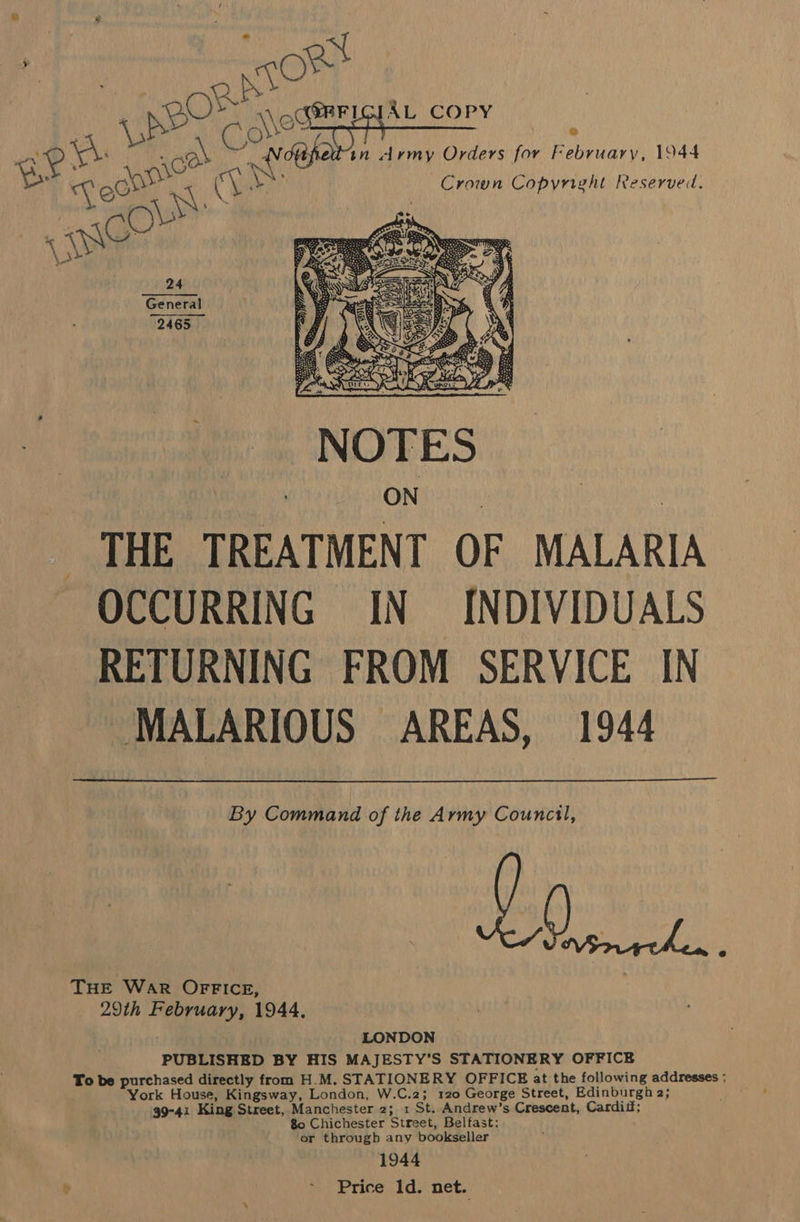 E.P.H. LABORATORY
Technical Collection
LINCOLN.
OFFICIAL COPY
Notified in Army Orders for February, 1944
Crown Copyright Reserved.
24
General
2465
NOTES
ON
THE TREATMENT OF MALARIA
OCCURRING IN INDIVIDUALS
RETURNING FROM SERVICE IN
MALARIOUS AREAS, 1944
By Command of the Army Council,
THE WAR OFFICE,
29th February, 1944.
LONDON
PUBLISHED BY HIS MAJESTY'S STATIONERY OFFICE
To be purchased directly from H.M. STATIONERY OFFICE at the following addresses:
York House, Kingsway, London, W.C.2; 120 George Street, Edinburgh 2;
39-41 King Street, Manchester 2; 1 St. Andrew's Crescent, Cardiff;
80 Chichester Street, Belfast;
or through any bookseller
1944
Price 1d. net.